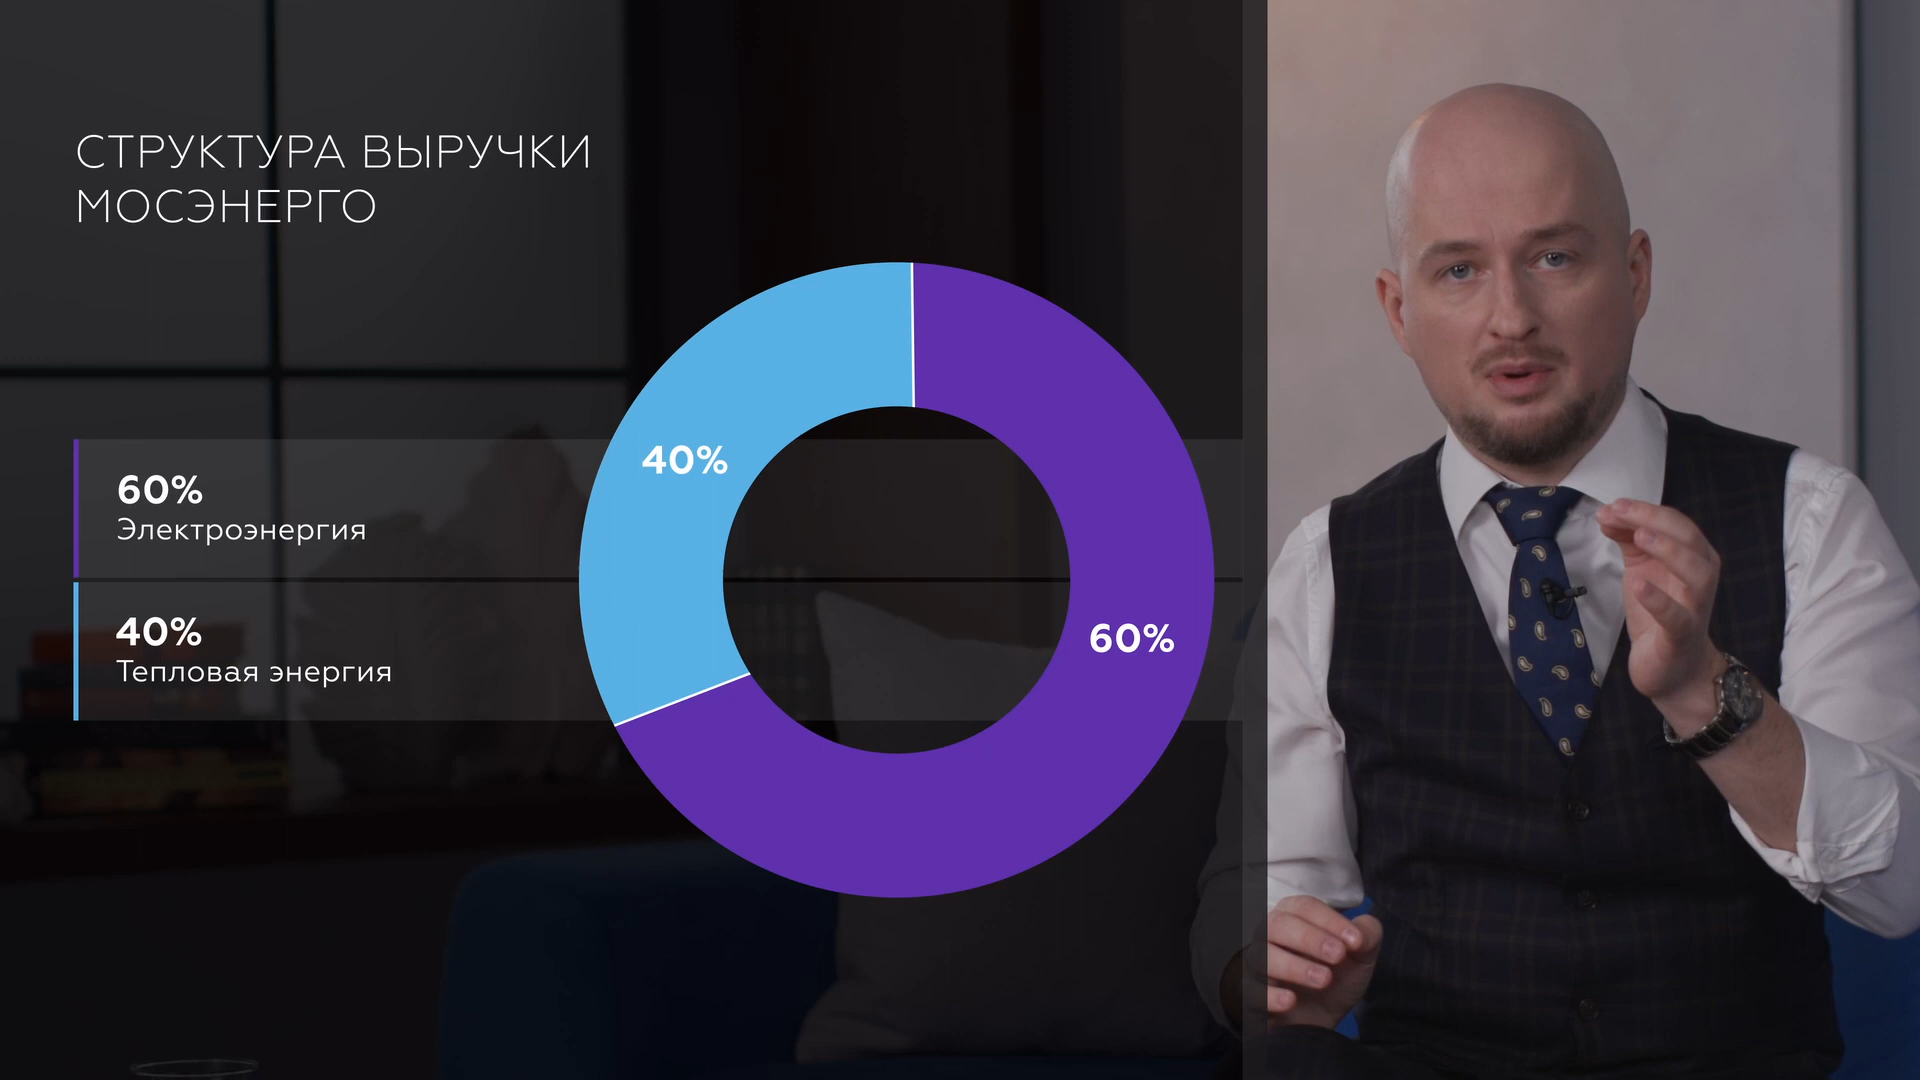 СТРУКТУРА ВЫРУЧКИ
МОСЭНЕРГО
60%
Электроэнергия
40%
Тепловая энергия
40%
60%